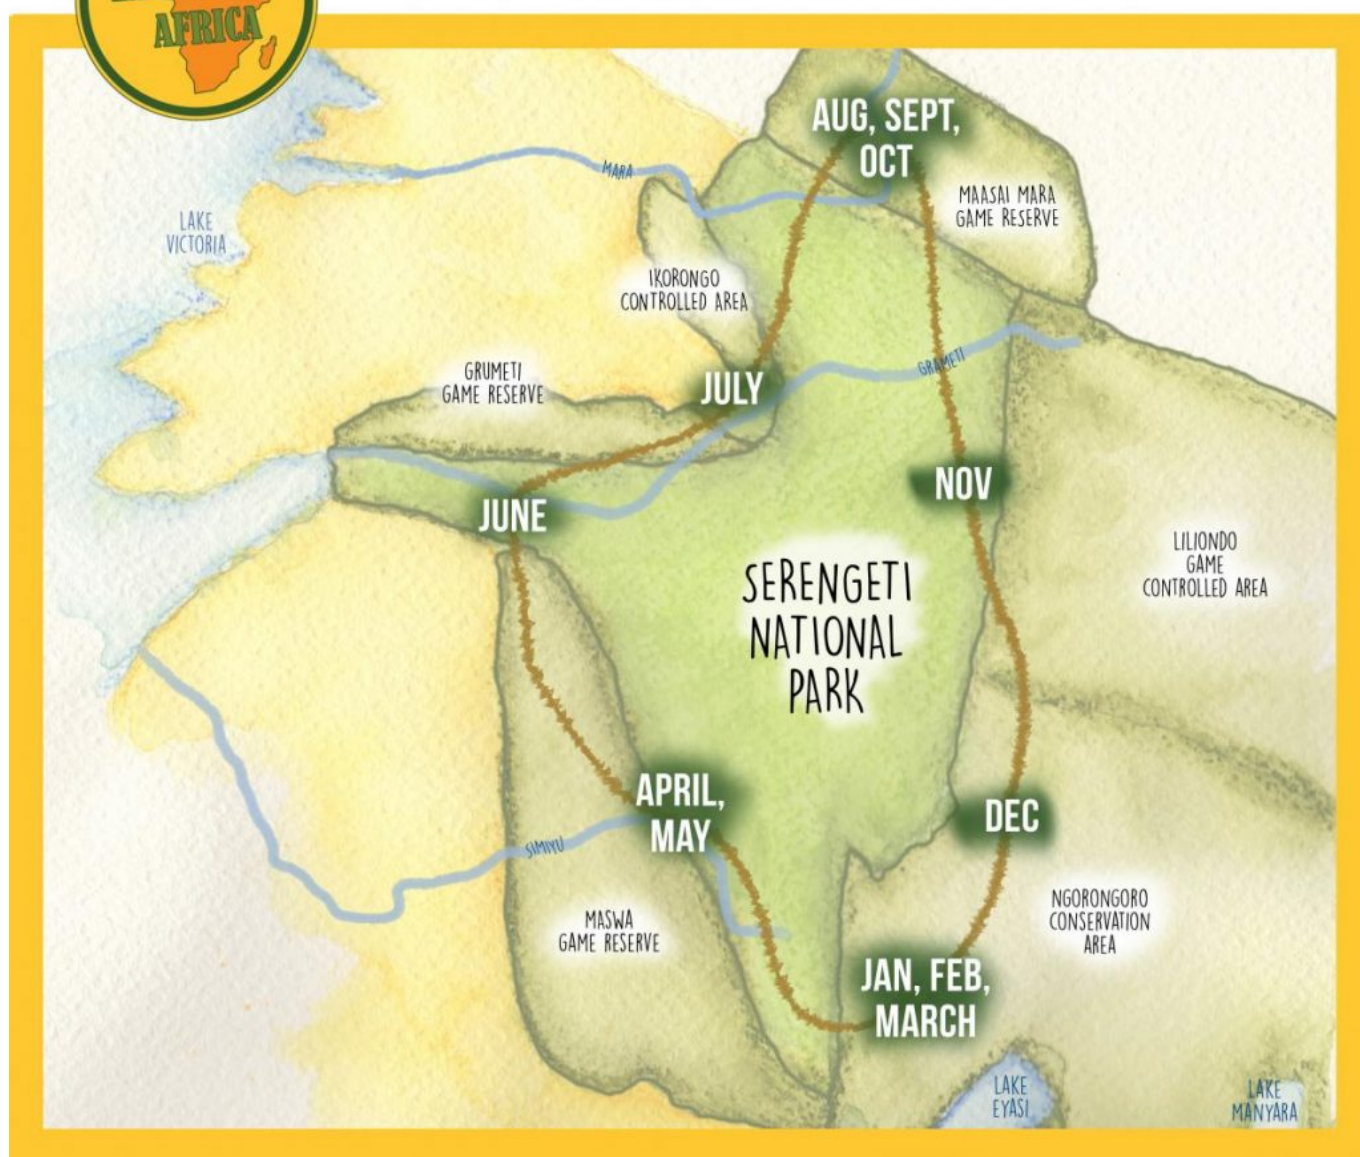 AFRICA
AUG, SEPT,
OCT
MARA
MAASAI MARA
GAME RESERVE
LAKE
VICTORIA
IKORONGO
CONTROLLED AREA
GRAMETI
GRUMETI
GAME RESERVE
JULY
NOV
JUNE
LILIONDO
GAME
CONTROLLED AREA
SERENGETI
NATIONAL
PARK
APRIL,
MAY
DEC
SIMIYU
MASWA
GAME RESERVE
NGORONGORO
CONSERVATION
AREA
JAN, FEB,
MARCH
LAKE
EYASI
LAKE
MANYARA